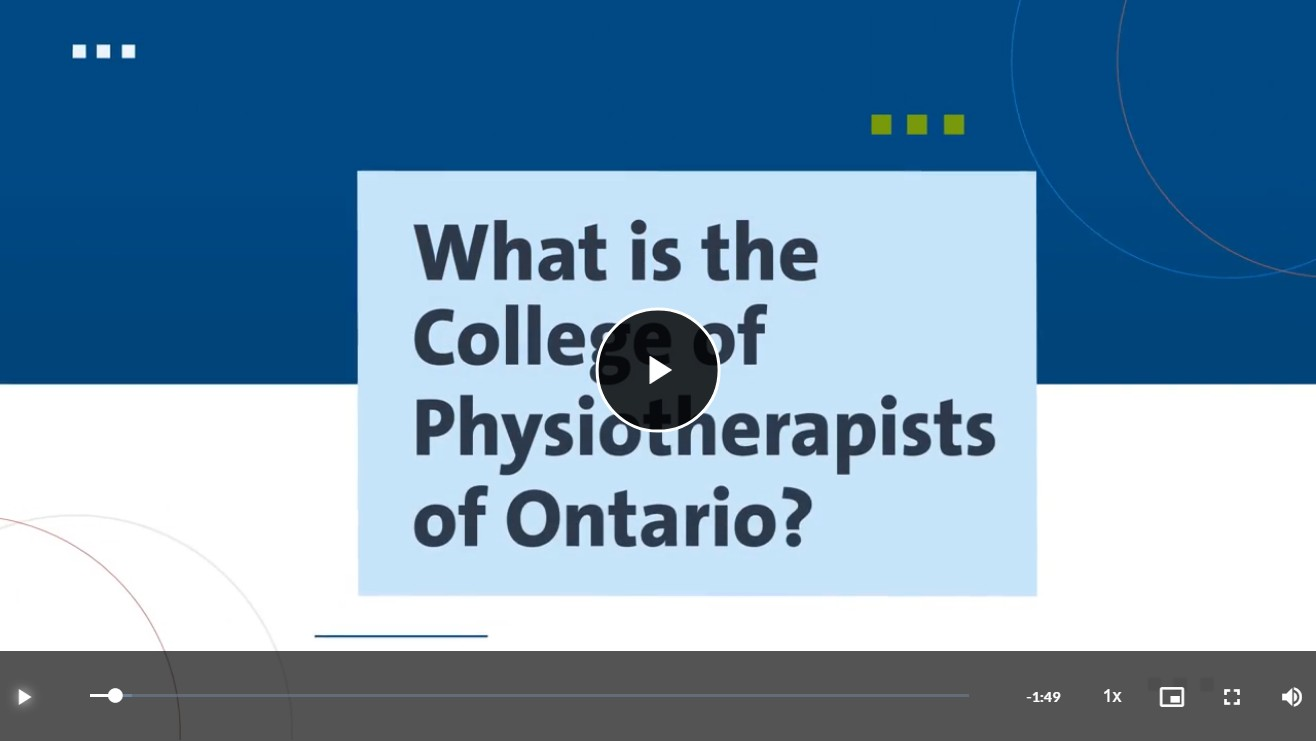 What is the
College of
Physiotherapists
of Ontario?
-1:49
1x